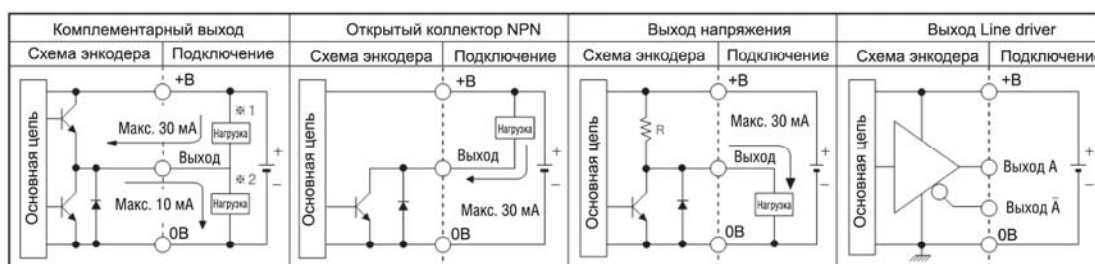 Комплементарный выход
Схема энкодера
Подключение
Основная цепь
+В
※1
Нагрузка
Макс. 30 мА
Выход
+
−
※2
Нагрузка
Макс. 10 мА
0В
Открытый коллектор NPN
Схема энкодера
Подключение
Основная цепь
+В
Нагрузка
Выход
+
−
Макс. 30 мА
0В
Выход напряжения
Схема энкодера
Подключение
Основная цепь
+В
R
Макс. 30 мА
Выход
+
−
Нагрузка
0В
Выход Line driver
Схема энкодера
Подключение
Основная цепь
+В
Выход А
+
−
Выход Ā
0В